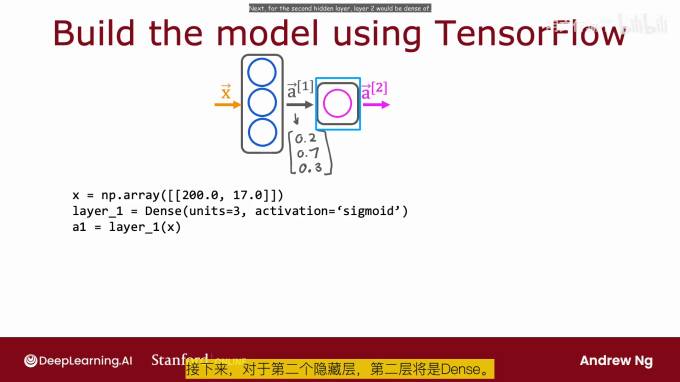 Next, for the second hidden layer, layer 2 would be dense of,
Build the model using TensorFlow
bilibili
x⃗
a⃗[1]
a⃗[2]
0.2
0.7
0.3
x = np.array([[200.0, 17.0]])
layer_1 = Dense(units=3, activation=‘sigmoid’)
a1 = layer_1(x)
DeepLearning.AI
Stanford ONLINE
Andrew Ng
接下来，对于第二个隐藏层，第二层将是Dense。